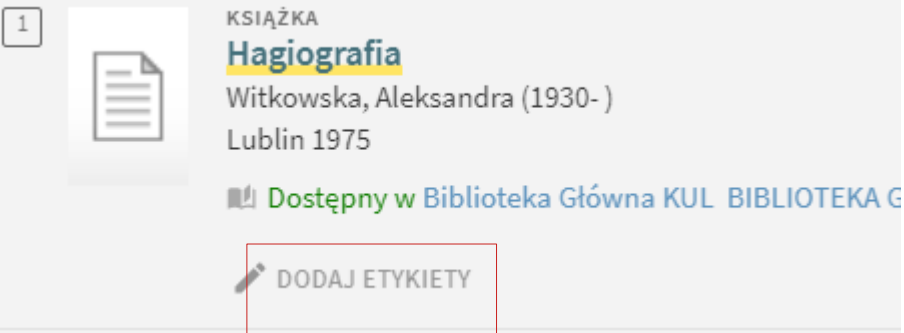 1
KSIĄŻKA
Hagiografia
Witkowska, Aleksandra (1930- )
Lublin 1975
Dostępny w Biblioteka Główna KUL BIBLIOTEKA G
DODAJ ETYKIETY